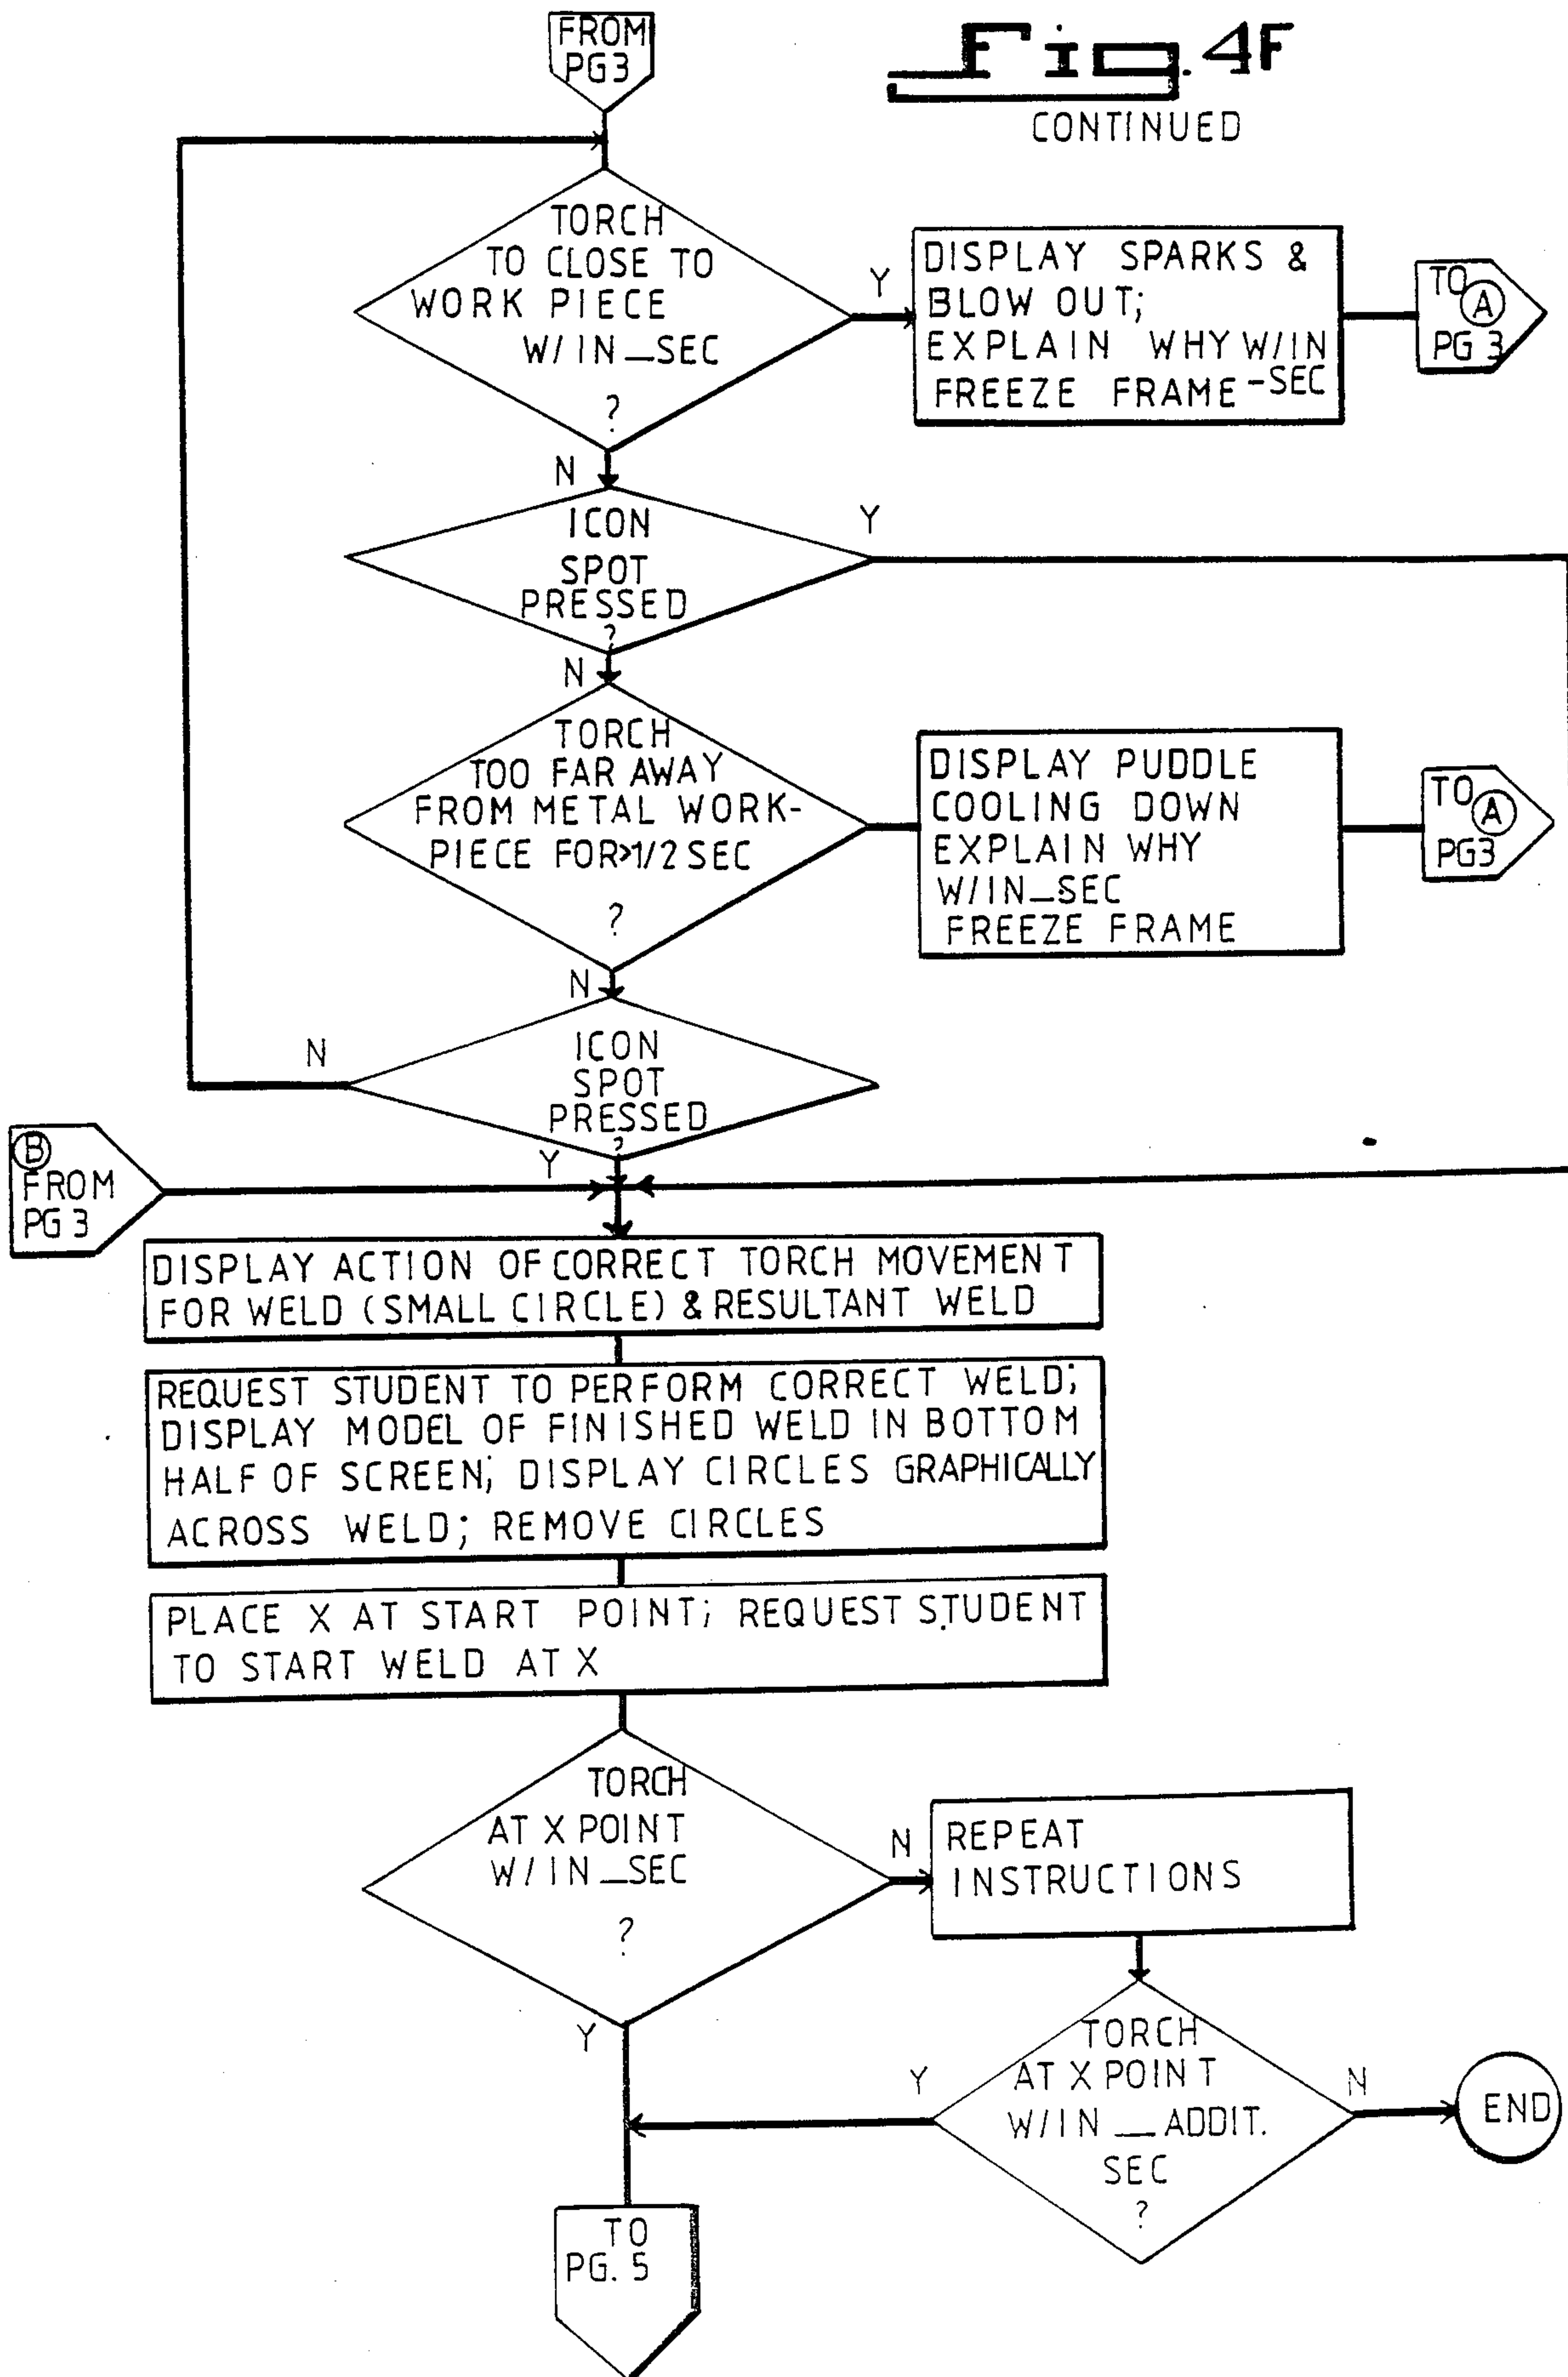 FROM
PG3
Fig. 4F
CONTINUED
TORCH
TO CLOSE TO
WORK PIECE
W/IN _SEC
?
Y
DISPLAY SPARKS &
BLOW OUT;
EXPLAIN WHY W/IN
FREEZE FRAME -SEC
TO A
PG 3
N
ICON
SPOT
PRESSED
?
Y
N
TORCH
TOO FAR AWAY
FROM METAL WORK-
PIECE FOR>1/2 SEC
?
Y
DISPLAY PUDDLE
COOLING DOWN
EXPLAIN WHY
W/IN_SEC
FREEZE FRAME
TO A
PG3
N
ICON
SPOT
PRESSED
?
N
Y
B
FROM
PG 3
DISPLAY ACTION OF CORRECT TORCH MOVEMENT
FOR WELD (SMALL CIRCLE) & RESULTANT WELD
REQUEST STUDENT TO PERFORM CORRECT WELD;
DISPLAY MODEL OF FINISHED WELD IN BOTTOM
HALF OF SCREEN; DISPLAY CIRCLES GRAPHICALLY
ACROSS WELD; REMOVE CIRCLES
PLACE X AT START POINT; REQUEST STUDENT
TO START WELD AT X
TORCH
AT X POINT
W/IN _SEC
?
N
REPEAT
INSTRUCTIONS
Y
TORCH
AT X POINT
W/IN __ ADDIT.
SEC
?
Y
N
END
TO
PG. 5